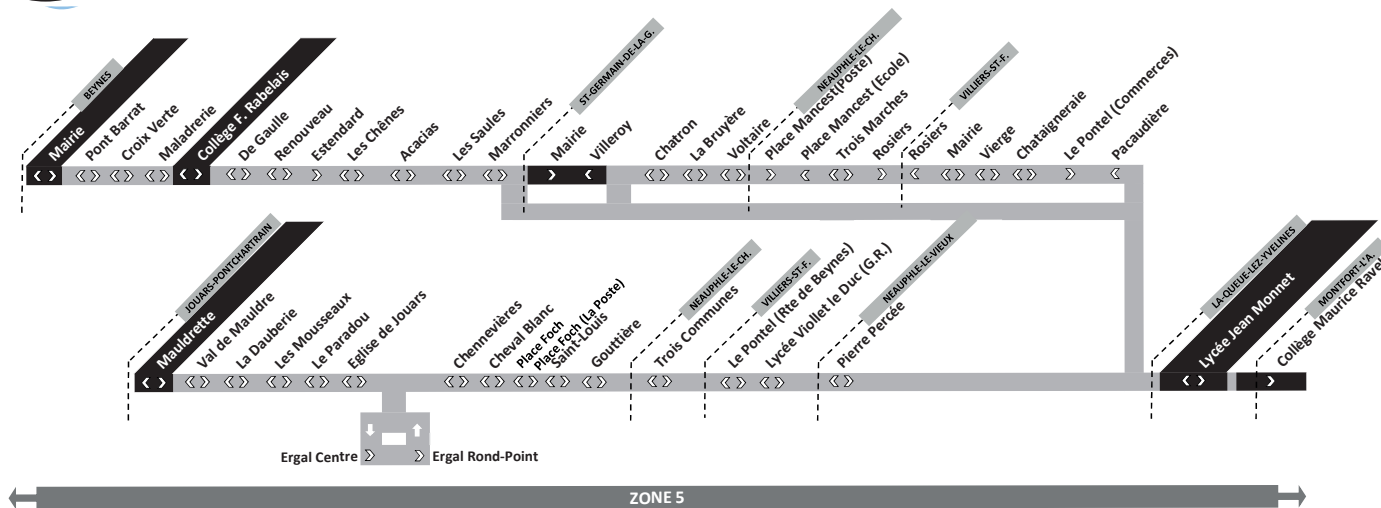 BEYNES
Mairie
Pont Barrat
Croix Verte
Maladrerie
Collège F. Rabelais
De Gaulle
Renouveau
Estendard
Les Chênes
Acacias
Les Saules
Marronniers
ST-GERMAIN-DE-LA-G.
Mairie
Villeroy
Chatron
La Bruyère
Voltaire
NEAUPHLE-LE-CH.
Place Mancest(Poste)
Place Mancest (Ecole)
Trois Marches
Rosiers
VILLIERS-ST-F.
Rosiers
Mairie
Vierge
Chataigneraie
Le Pontel (Commerces)
Pacaudière
JOUARS-PONTCHARTRAIN
Mauldrette
Val de Mauldre
La Dauberie
Les Mousseaux
Le Paradou
Eglise de Jouars
Chennevières
Cheval Blanc
Place Foch
Place Foch (La Poste)
Saint-Louis
Gouttière
NEAUPHLE-LE-CH.
Trois Communes
VILLIERS-ST-F.
Le Pontel (Rte de Beynes)
Lycée Viollet le Duc (G.R.)
NEAUPHLE-LE-VIEUX
Pierre Percée
LA-QUEUE-LEZ-YVELINES
Lycée Jean Monnet
MONTFORT-L'A.
Collège Maurice Ravel
Ergal Centre
Ergal Rond-Point
ZONE 5